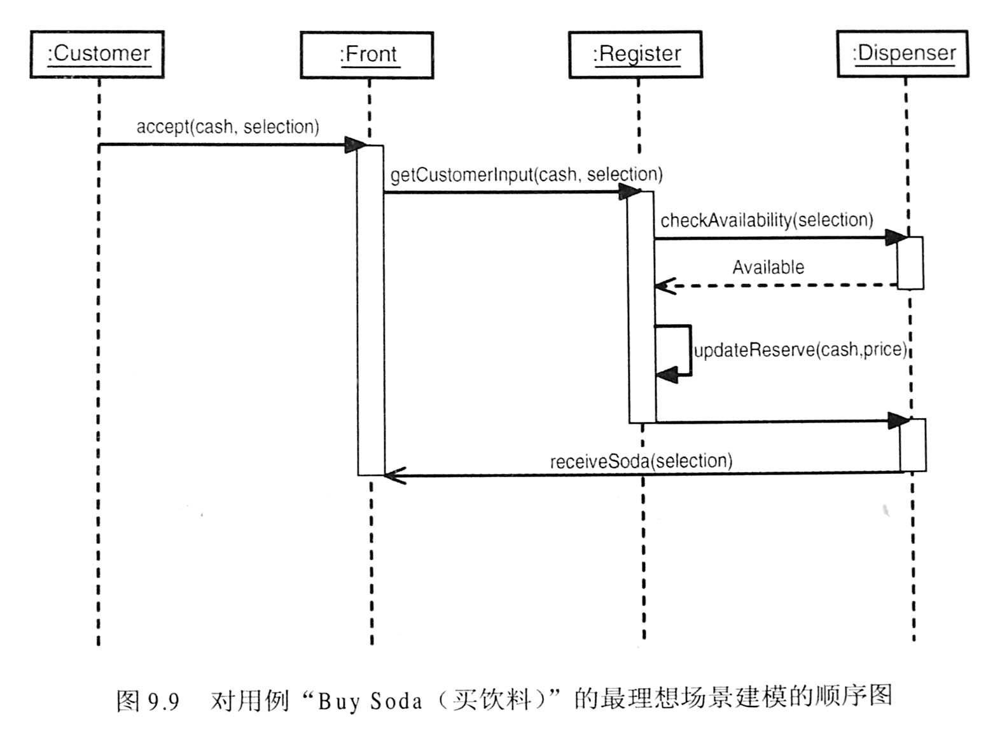 :Customer
:Front
:Register
:Dispenser
accept(cash, selection)
getCustomerInput(cash, selection)
checkAvailability(selection)
Available
updateReserve(cash,price)
receiveSoda(selection)
图 9.9 对用例“Buy Soda（买饮料）”的最理想场景建模的顺序图